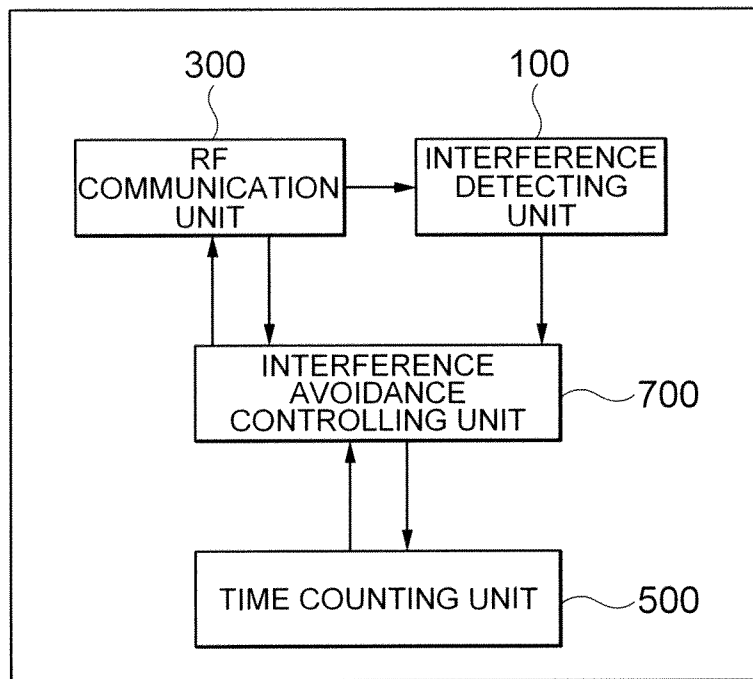 300
100
RF
COMMUNICATION
UNIT
INTERFERENCE
DETECTING
UNIT
INTERFERENCE
AVOIDANCE
CONTROLLING UNIT
700
TIME COUNTING UNIT
500